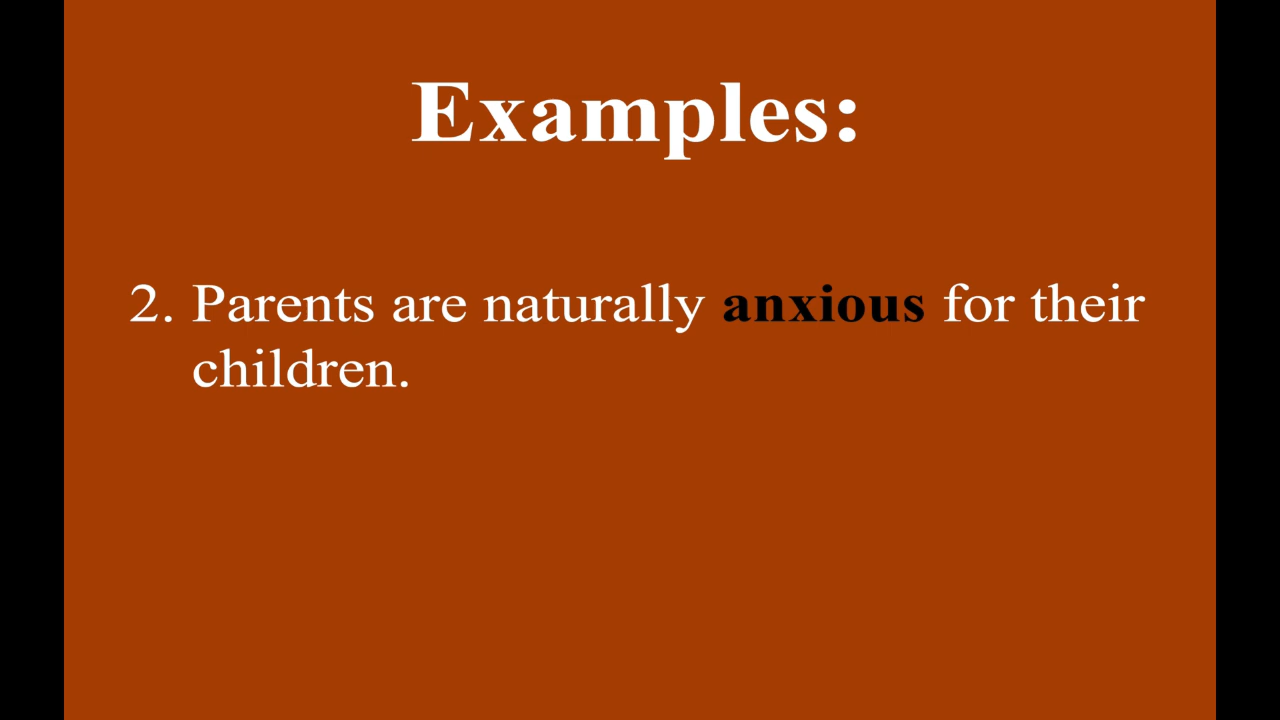 Examples:
2. Parents are naturally anxious for their
children.